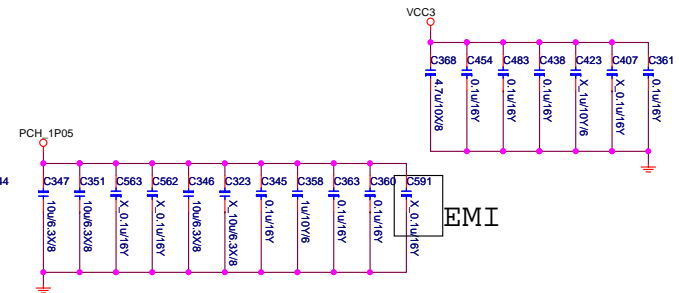 VCC3
C368 C454 C483 C438 C423 C407 C361
4.7u/10X/8 0.1u/16Y 0.1u/16Y 0.1u/16Y X_1u/10Y/6 X_0.1u/16Y 0.1u/16Y
PCH_1P05
44 C347 C351 C563 C562 C346 C323 C345 C358 C363 C360 C591
10u/6.3X/8 10u/6.3X/8 X_0.1u/16Y X_0.1u/16Y 10u/6.3X/8 X_10u/6.3X/8 0.1u/16Y 1u/10Y/6 0.1u/16Y 0.1u/16Y X_0.1u/16Y
EMI